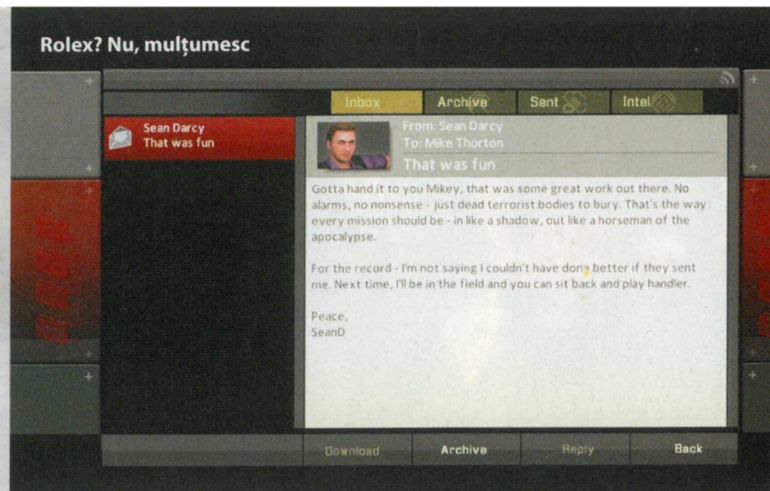 Rolex? Nu, mulțumesc
Inbox
Archive
Sent
Intel
Sean Darcy
That was fun
From: Sean Darcy
To: Mike Thorton
That was fun
Gotta hand it to you Mikey, that was some great work out there. No
alarms, no nonsense - just dead terrorist bodies to bury. That's the way
every mission should be - in like a shadow, out like a horseman of the
apocalypse.
For the record - I'm not saying I couldn't have done better if they sent
me. Next time, I'll be in the field and you can sit back and play handler.
Peace,
SeanD
Download
Archive
Reply
Back